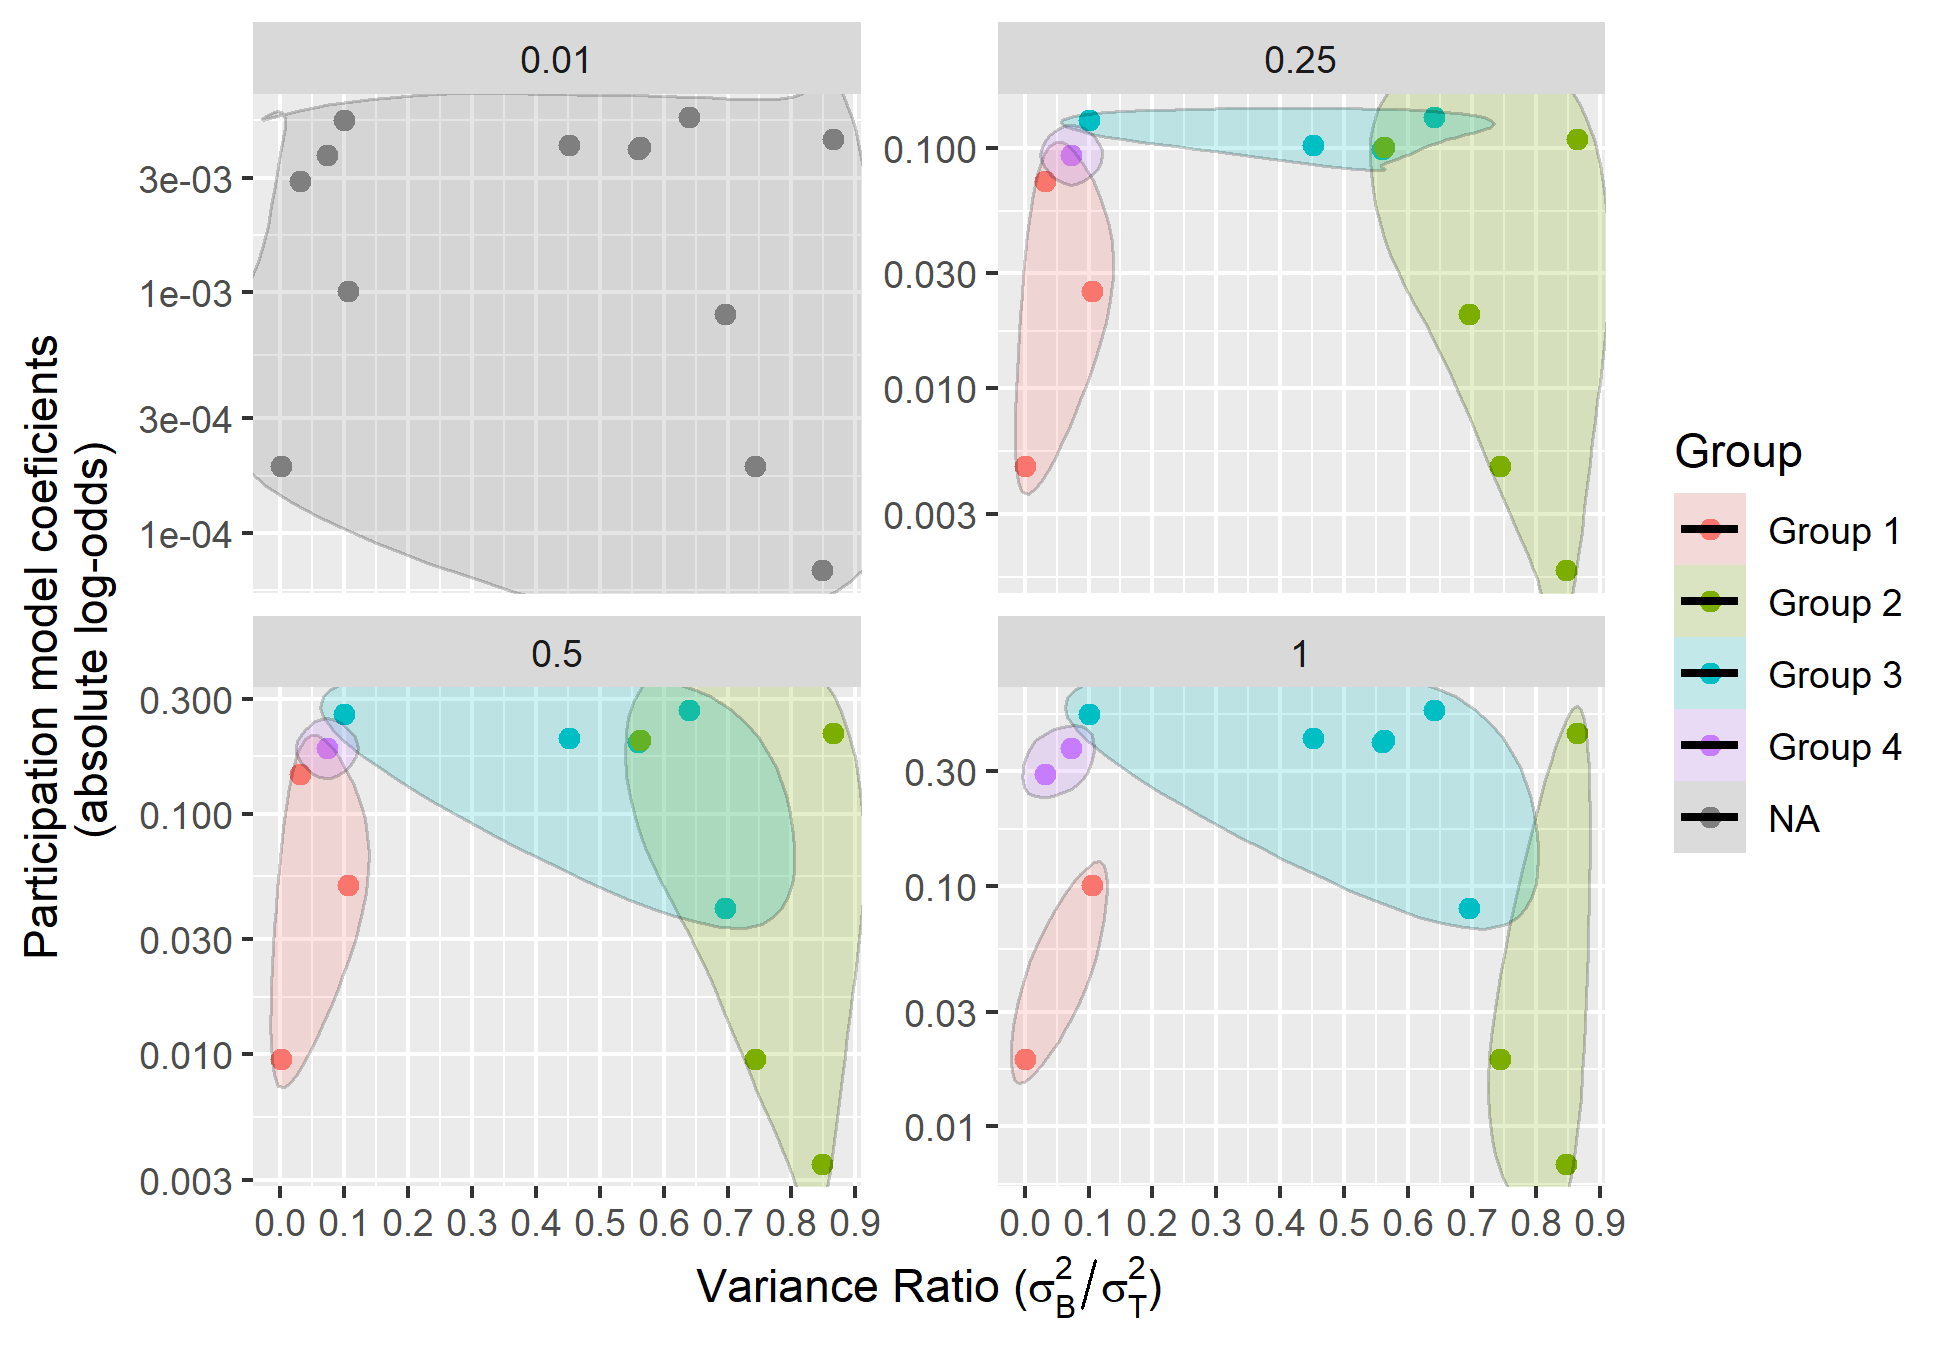 0.01
0.25
3e-03
1e-03
3e-04
1e-04
0.100
0.030
0.010
0.003
0.5
1
0.300
0.100
0.030
0.010
0.003
0.30
0.10
0.03
0.01
0.0 0.1 0.2 0.3 0.4 0.5 0.6 0.7 0.8 0.9
0.0 0.1 0.2 0.3 0.4 0.5 0.6 0.7 0.8 0.9
Participation model coeficients
(absolute log-odds)
Variance Ratio (σ²_B/σ²_T)
Group
Group 1
Group 2
Group 3
Group 4
NA